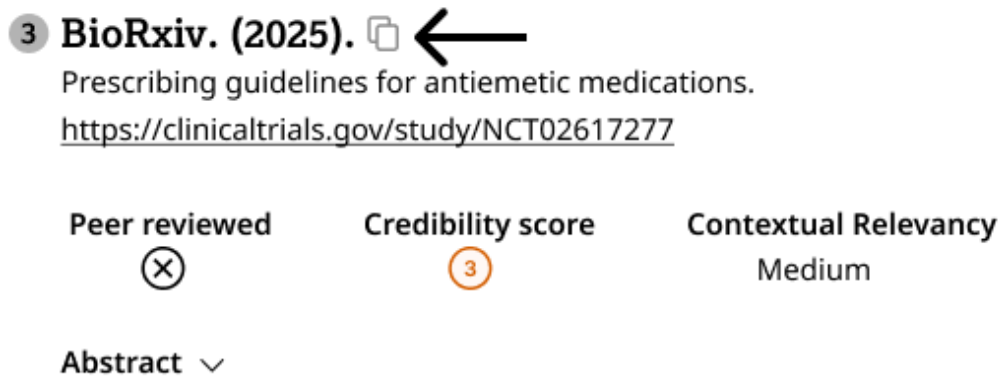 3 BioRxiv. (2025).
Prescribing guidelines for antiemetic medications.
https://clinicaltrials.gov/study/NCT02617277
Peer reviewed Credibility score Contextual Relevancy
3 Medium
Abstract